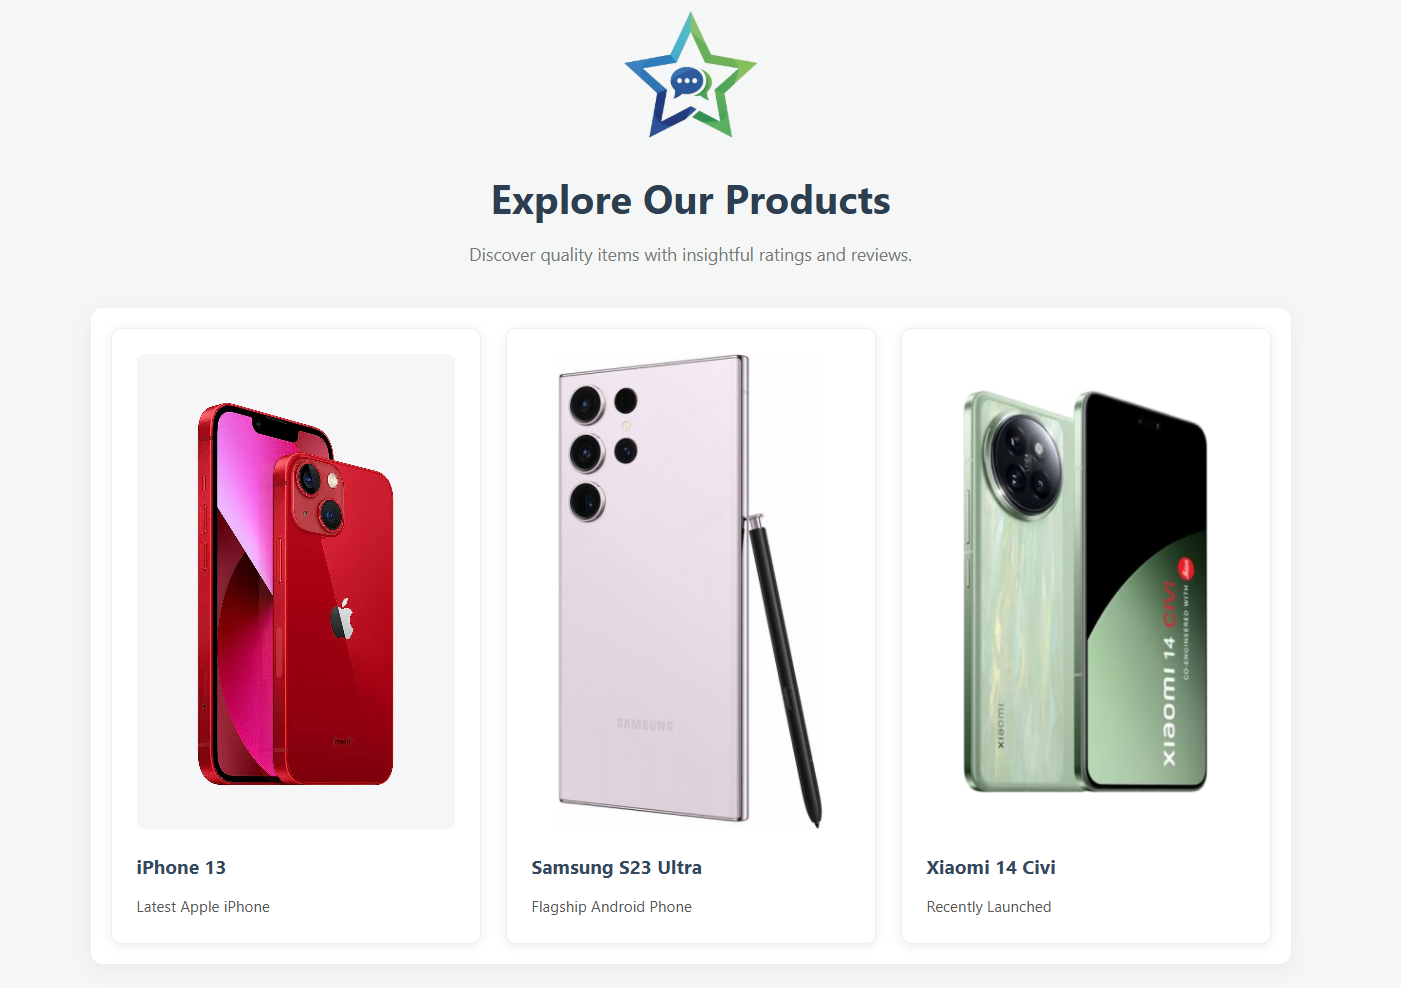 Explore Our Products
Discover quality items with insightful ratings and reviews.
SAMSUNG
xiaomi
xiaomi 14 CIVI
CO-ENGINEERED WITH Leica
iPhone 13
Samsung S23 Ultra
Xiaomi 14 Civi
Latest Apple iPhone
Flagship Android Phone
Recently Launched